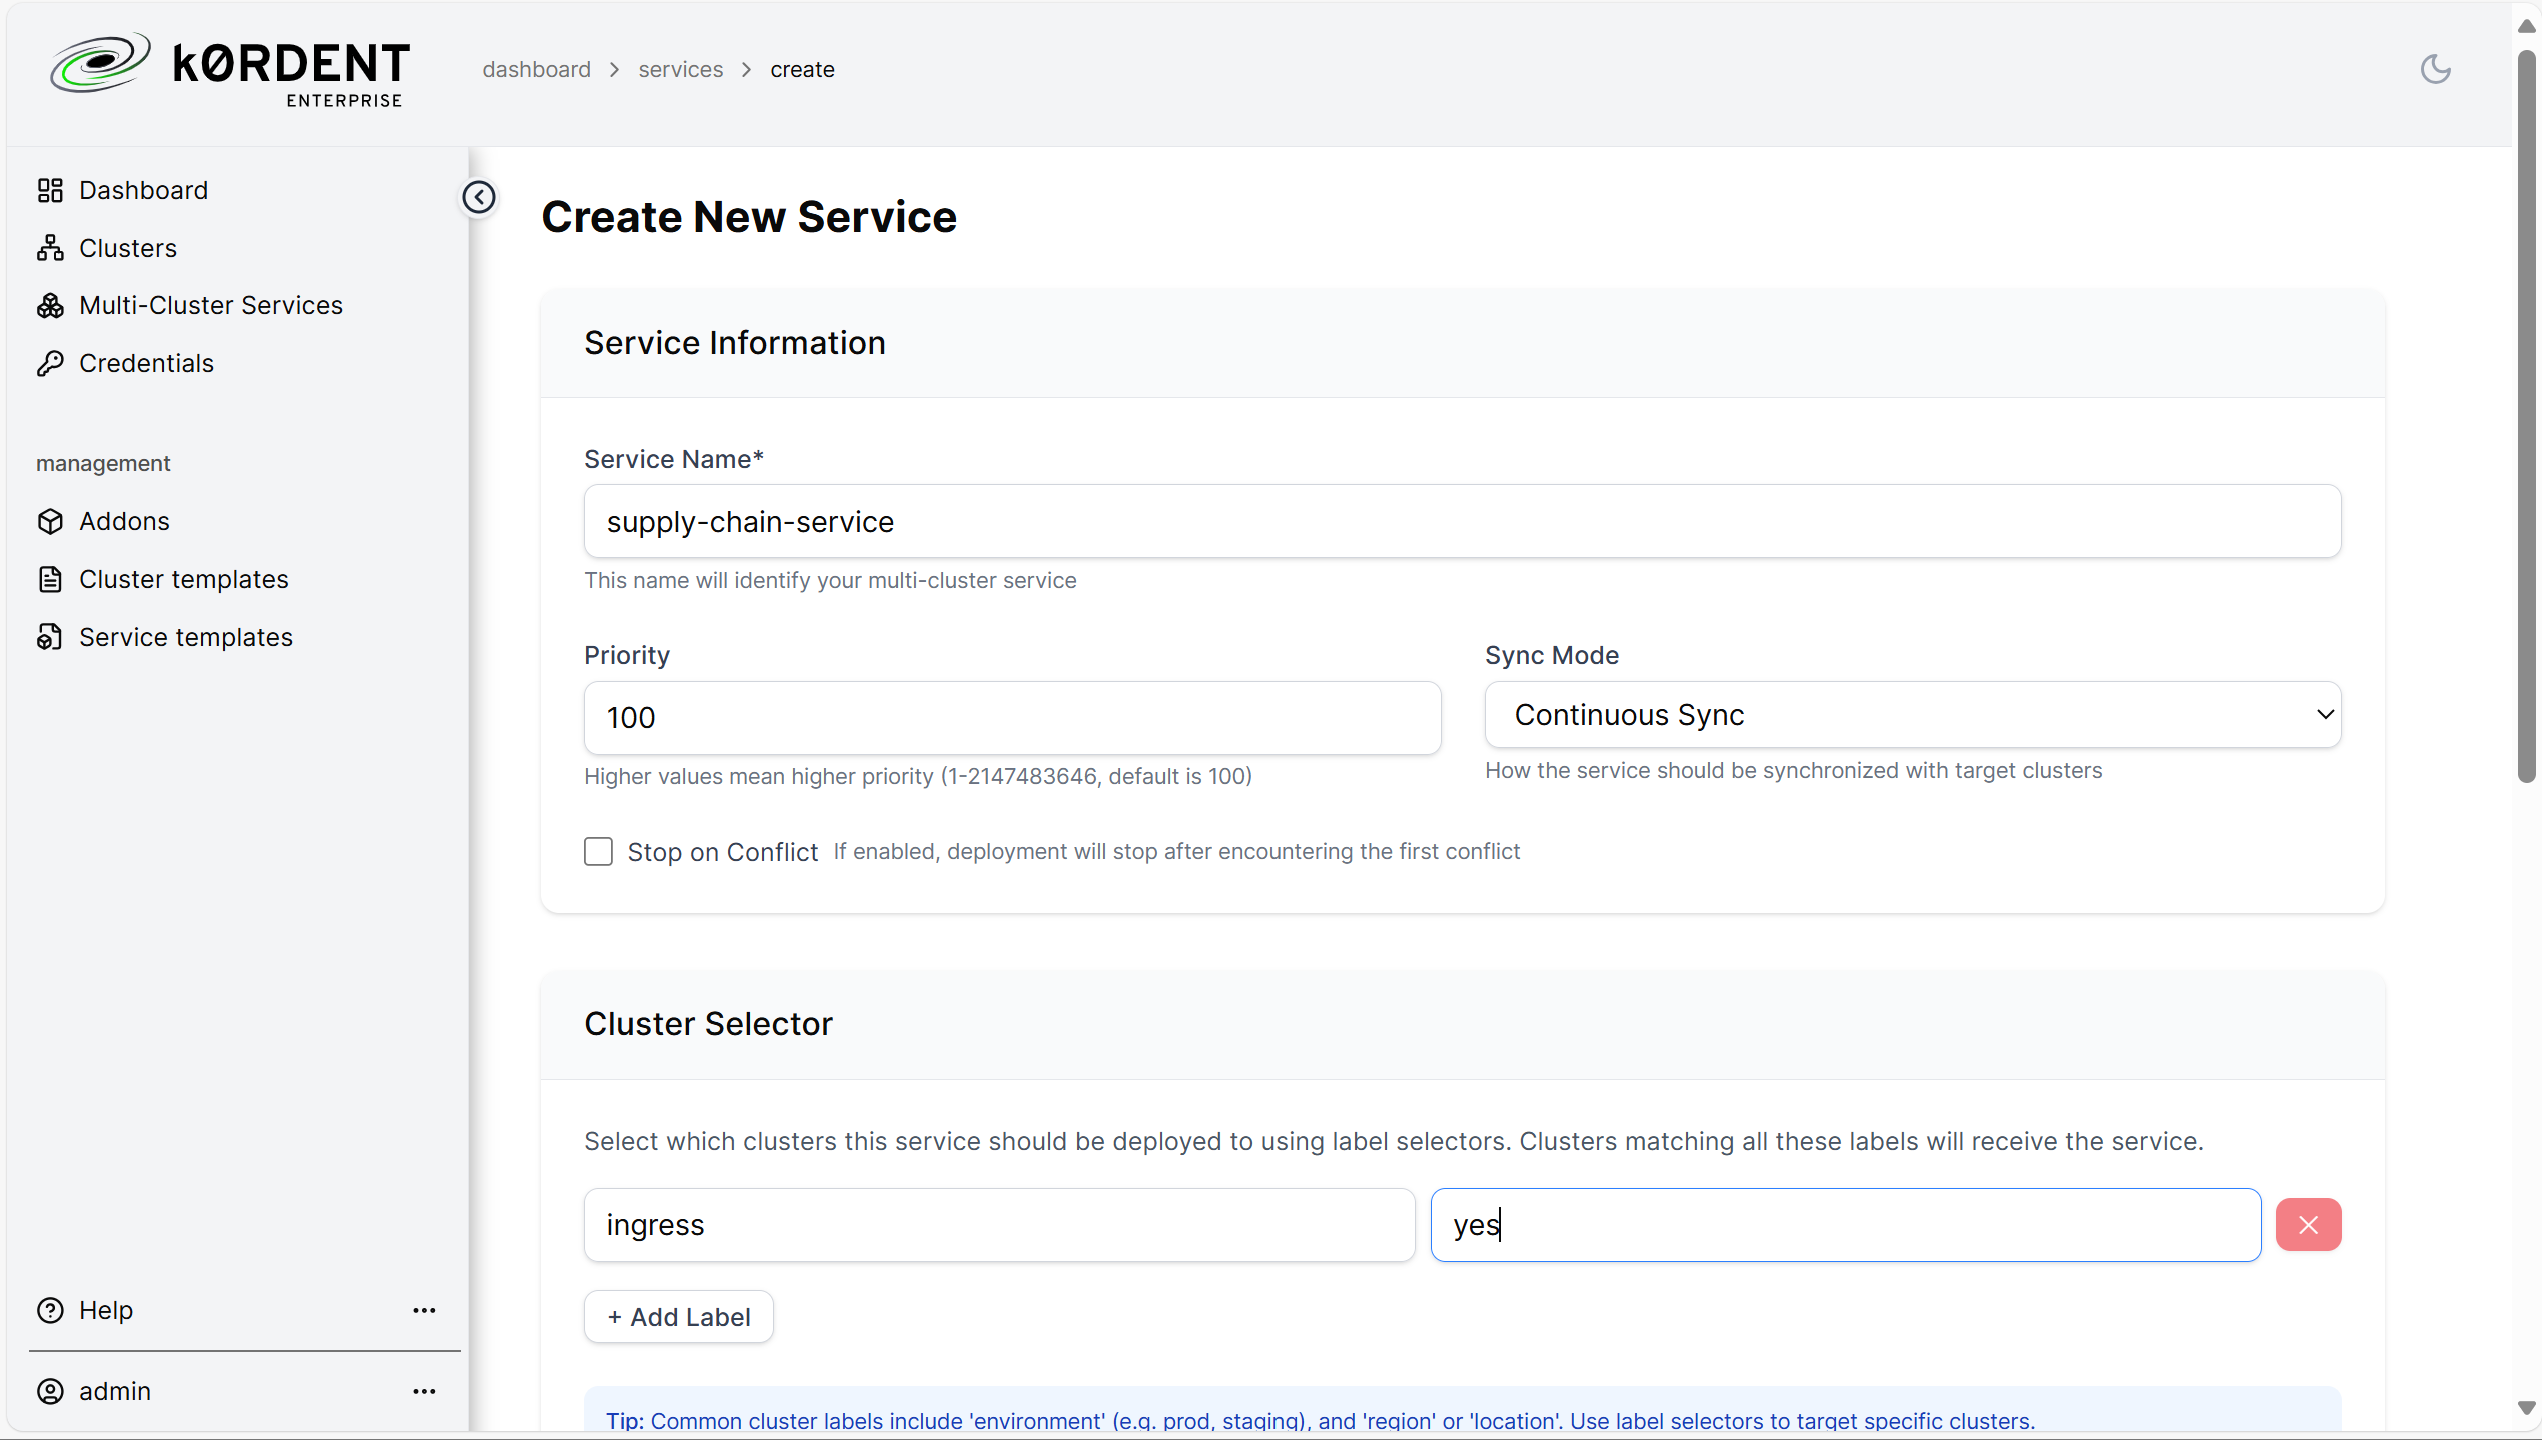 kØRDENT
ENTERPRISE
dashboard > services > create
Dashboard
Clusters
Multi-Cluster Services
Credentials
management
Addons
Cluster templates
Service templates
Help
admin
Create New Service
Service Information
Service Name*
supply-chain-service
This name will identify your multi-cluster service
Priority
Sync Mode
100
Continuous Sync
Higher values mean higher priority (1-2147483646, default is 100)
How the service should be synchronized with target clusters
Stop on Conflict If enabled, deployment will stop after encountering the first conflict
Cluster Selector
Select which clusters this service should be deployed to using label selectors. Clusters matching all these labels will receive the service.
ingress
yes
+ Add Label
Tip: Common cluster labels include 'environment' (e.g. prod, staging), and 'region' or 'location'. Use label selectors to target specific clusters.